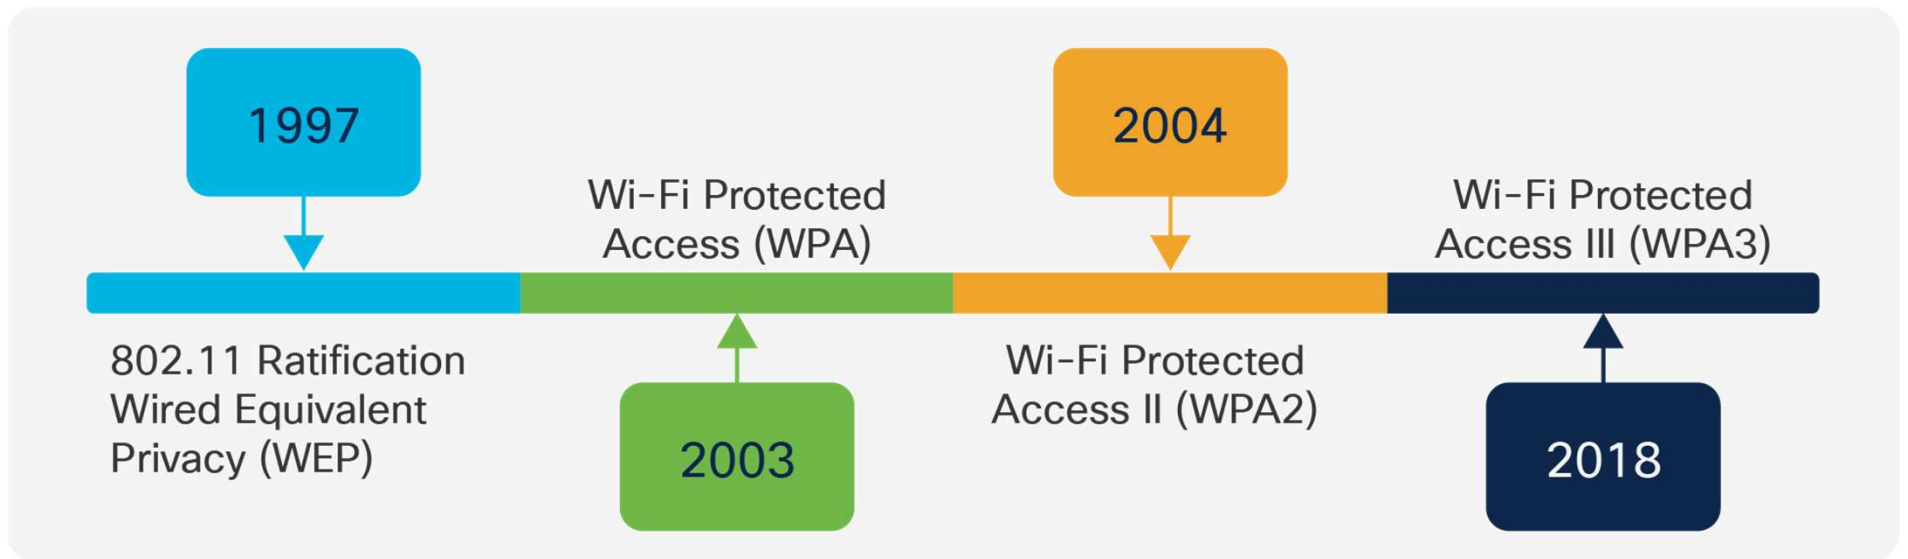 1997
802.11 Ratification
Wired Equivalent
Privacy (WEP)
Wi-Fi Protected
Access (WPA)
2003
2004
Wi-Fi Protected
Access II (WPA2)
Wi-Fi Protected
Access III (WPA3)
2018